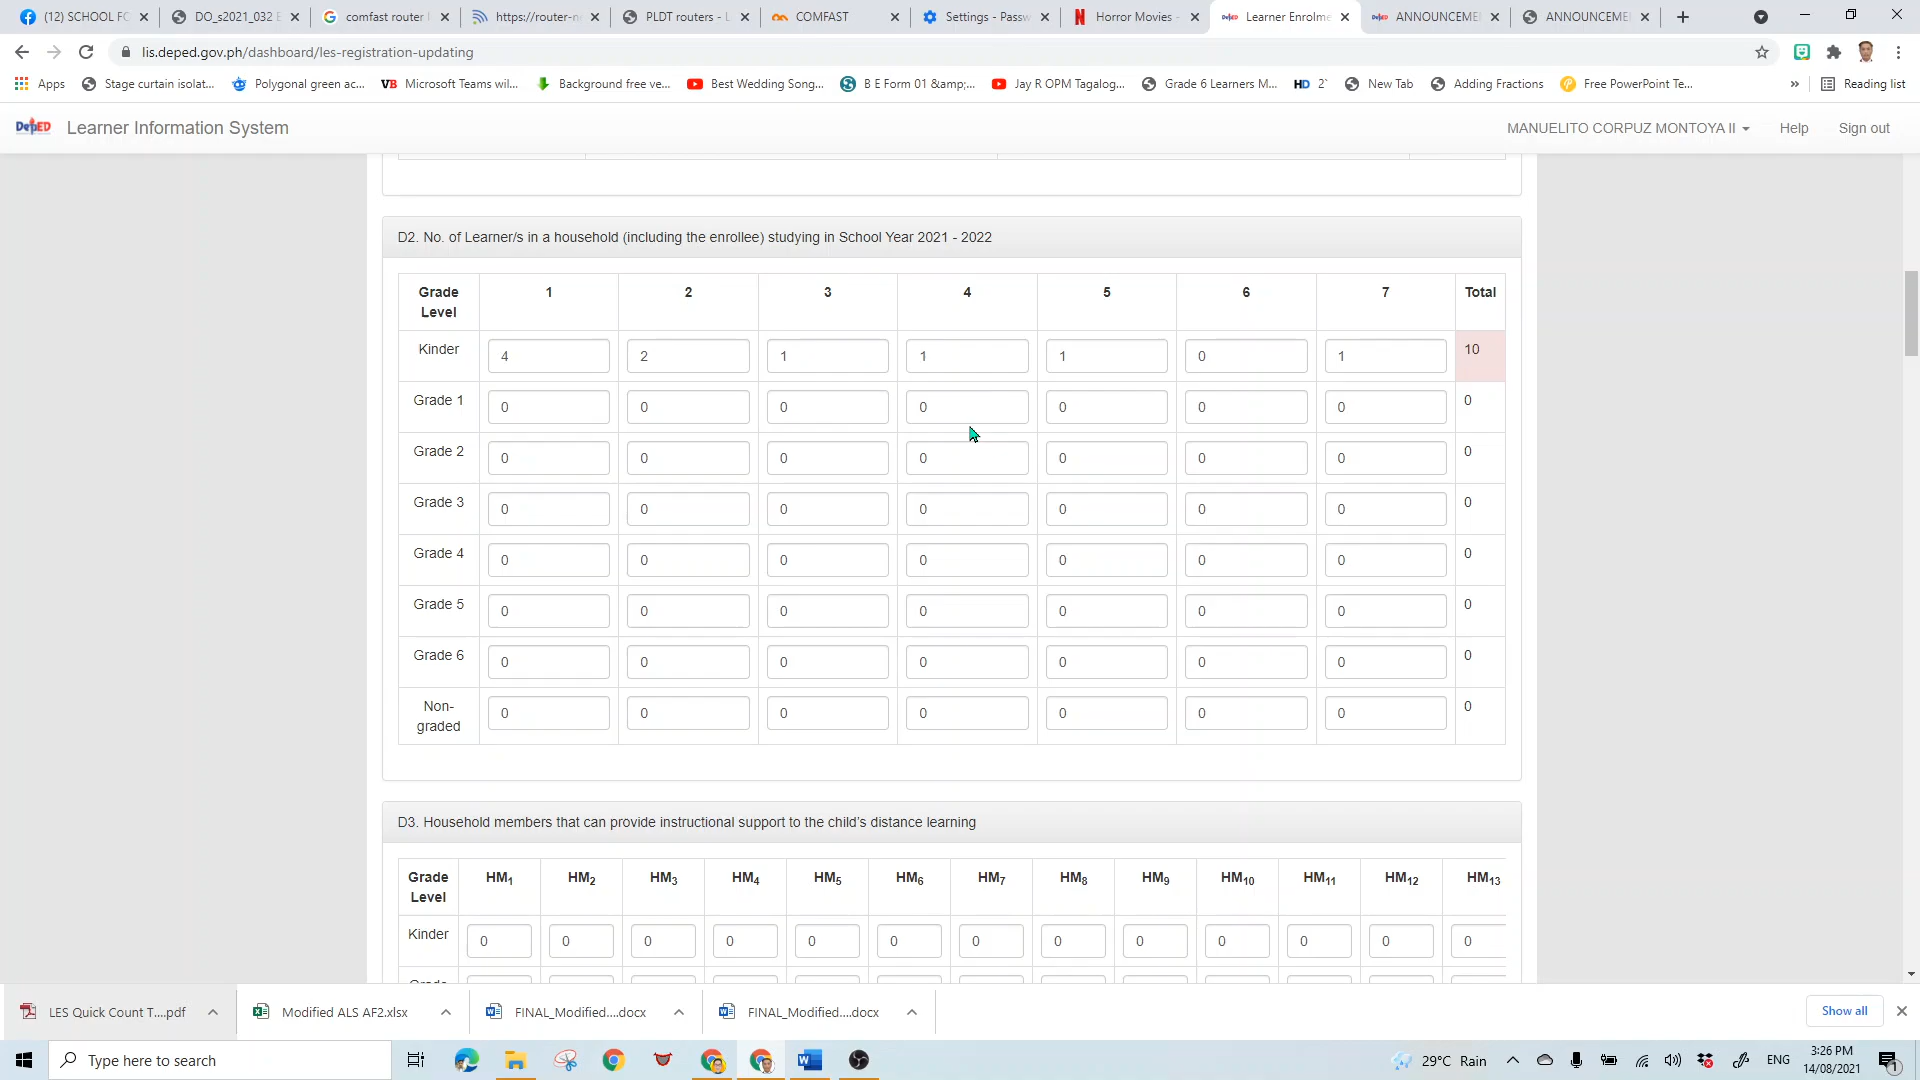 (12) SCHOOL FO
DO_s2021_032 E
comfast router l
https://router-n
PLDT routers - L
COMFAST
Settings - Passw
Horror Movies -
Learner Enrolme
ANNOUNCEME
ANNOUNCEME
lis.deped.gov.ph/dashboard/les-registration-updating
Apps
Stage curtain isolat...
Polygonal green ac...
VB Microsoft Teams wil...
Background free ve...
Best Wedding Song...
B E Form 01 &amp;...
Jay R OPM Tagalog...
Grade 6 Learners M...
HD 2`
New Tab
Adding Fractions
Free PowerPoint Te...
»
Reading list
DepED Learner Information System
MANUELITO CORPUZ MONTOYA II
Help
Sign out
D2. No. of Learner/s in a household (including the enrollee) studying in School Year 2021 - 2022
Grade Level 1 2 3 4 5 6 7 Total
Kinder 4 2 1 1 1 0 1 10
Grade 1 0 0 0 0 0 0 0 0
Grade 2 0 0 0 0 0 0 0 0
Grade 3 0 0 0 0 0 0 0 0
Grade 4 0 0 0 0 0 0 0 0
Grade 5 0 0 0 0 0 0 0 0
Grade 6 0 0 0 0 0 0 0 0
Non-graded 0 0 0 0 0 0 0 0
D3. Household members that can provide instructional support to the child's distance learning
Grade Level HM1 HM2 HM3 HM4 HM5 HM6 HM7 HM8 HM9 HM10 HM11 HM12 HM13
Kinder 0 0 0 0 0 0 0 0 0 0 0 0 0
LES Quick Count T....pdf
Modified ALS AF2.xlsx
FINAL_Modified....docx
FINAL_Modified....docx
Show all
Type here to search
29°C Rain
ENG
3:26 PM
14/08/2021
1